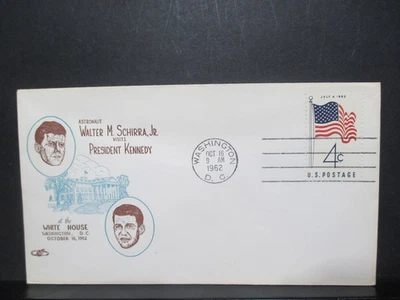 ASTRONAUT
WALTER M. SCHIRRA, JR.
VISITS
PRESIDENT KENNEDY
at the
WHITE HOUSE
WASHINGTON, D.C.
OCTOBER 16, 1962
WASHINGTON
OCT 16
9 AM
1962
D. C.
JULY 4, 1960
4c
U.S. POSTAGE